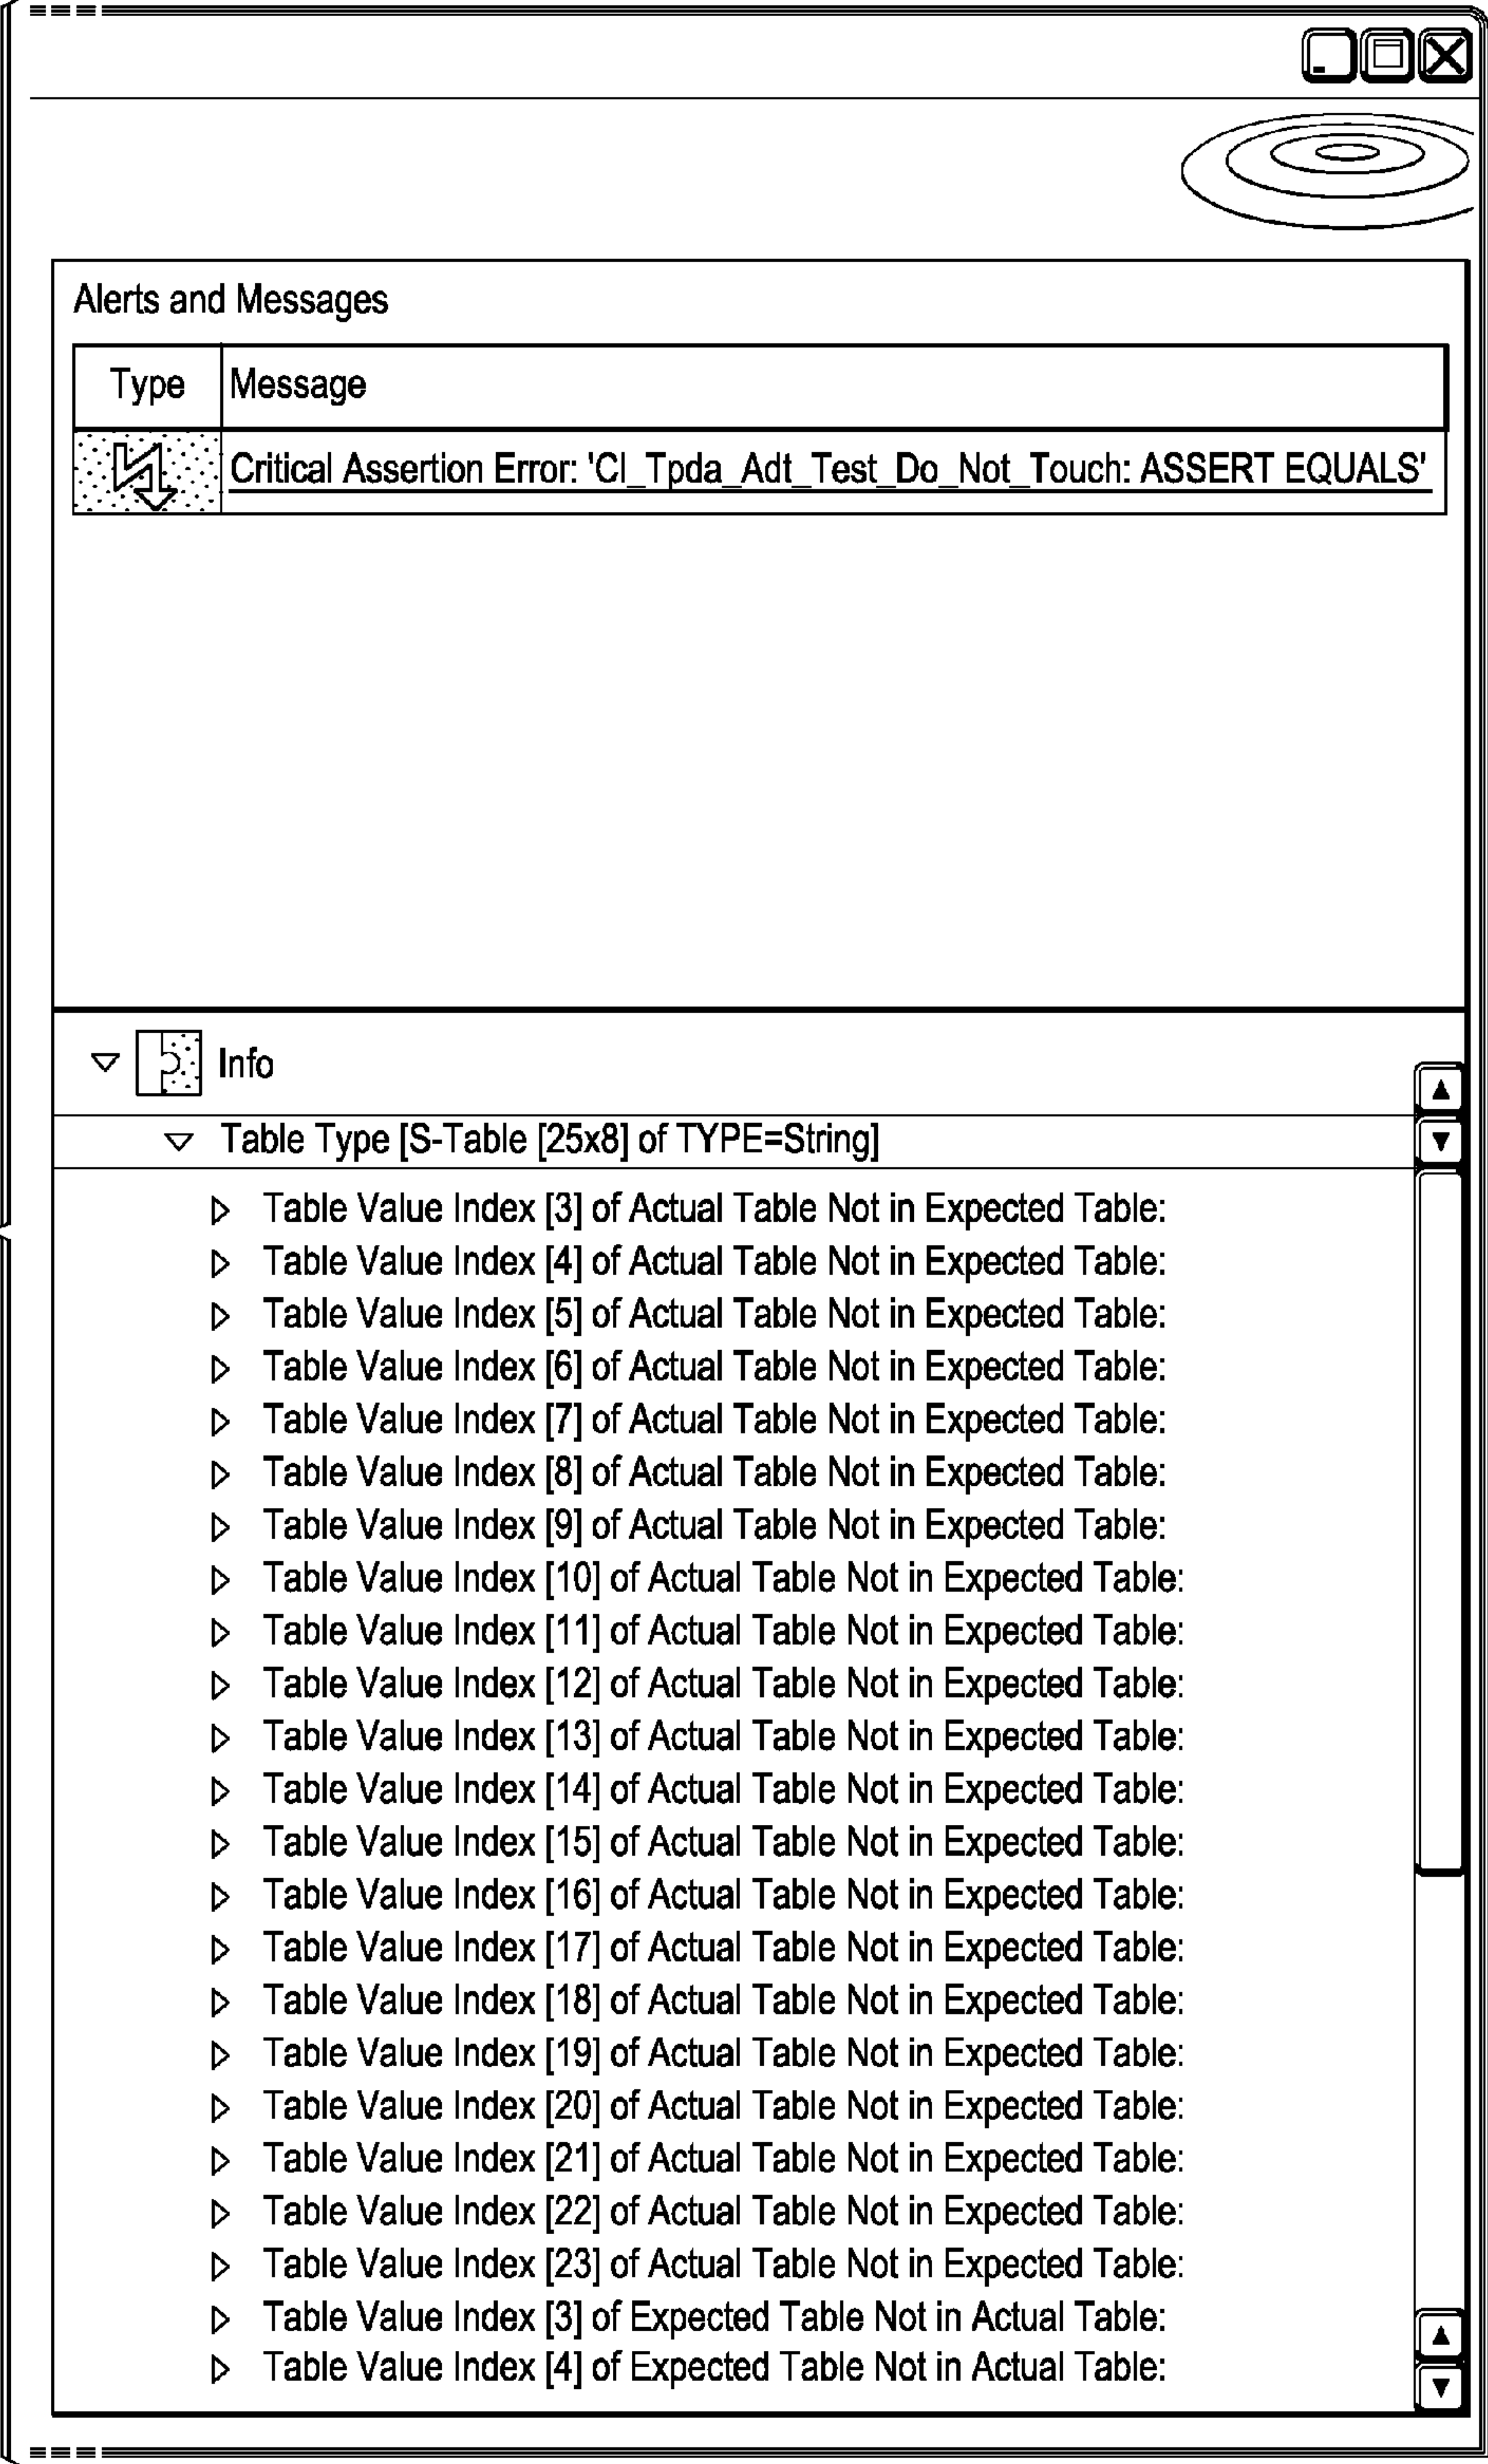 Alerts and Messages
Type Message
Critical Assertion Error: 'Cl_Tpda_Adt_Test_Do_Not_Touch: ASSERT EQUALS'
Info
Table Type [S-Table [25x8] of TYPE=String]
Table Value Index [3] of Actual Table Not in Expected Table:
Table Value Index [4] of Actual Table Not in Expected Table:
Table Value Index [5] of Actual Table Not in Expected Table:
Table Value Index [6] of Actual Table Not in Expected Table:
Table Value Index [7] of Actual Table Not in Expected Table:
Table Value Index [8] of Actual Table Not in Expected Table:
Table Value Index [9] of Actual Table Not in Expected Table:
Table Value Index [10] of Actual Table Not in Expected Table:
Table Value Index [11] of Actual Table Not in Expected Table:
Table Value Index [12] of Actual Table Not in Expected Table:
Table Value Index [13] of Actual Table Not in Expected Table:
Table Value Index [14] of Actual Table Not in Expected Table:
Table Value Index [15] of Actual Table Not in Expected Table:
Table Value Index [16] of Actual Table Not in Expected Table:
Table Value Index [17] of Actual Table Not in Expected Table:
Table Value Index [18] of Actual Table Not in Expected Table:
Table Value Index [19] of Actual Table Not in Expected Table:
Table Value Index [20] of Actual Table Not in Expected Table:
Table Value Index [21] of Actual Table Not in Expected Table:
Table Value Index [22] of Actual Table Not in Expected Table:
Table Value Index [23] of Actual Table Not in Expected Table:
Table Value Index [3] of Expected Table Not in Actual Table:
Table Value Index [4] of Expected Table Not in Actual Table: